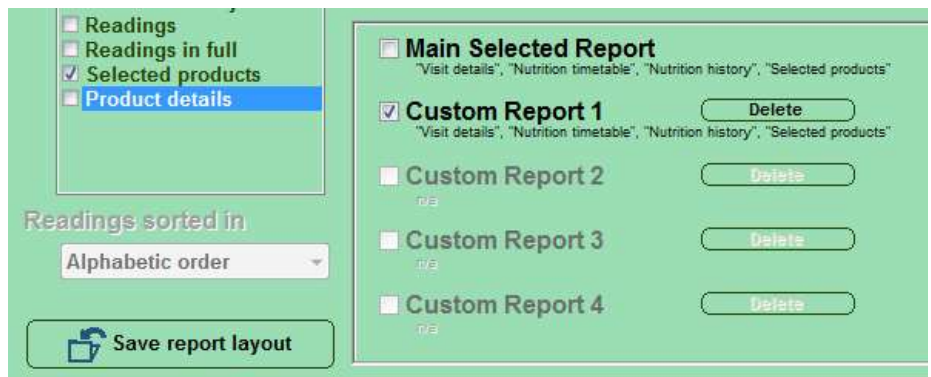 Readings
Readings in full
Selected products
Product details
Readings sorted in
Alphabetic order
Save report layout
Main Selected Report
"Visit details", "Nutrition timetable", "Nutrition history", "Selected products"
Custom Report 1 Delete
"Visit details", "Nutrition timetable", "Nutrition history", "Selected products"
Custom Report 2 Delete
n/a
Custom Report 3 Delete
n/a
Custom Report 4 Delete
n/a